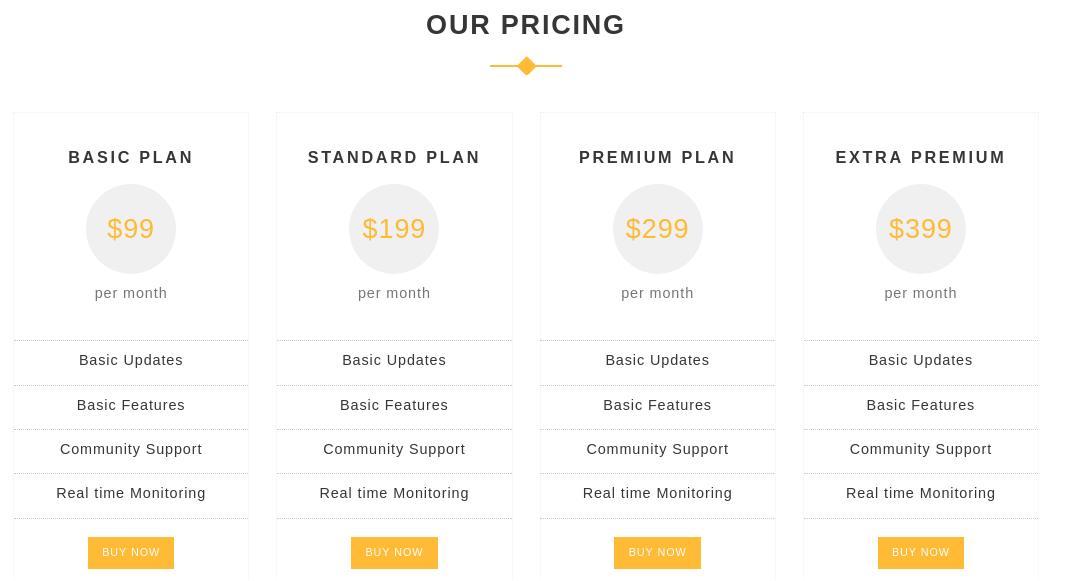 OUR PRICING
BASIC PLAN
$99
per month
Basic Updates
Basic Features
Community Support
Real time Monitoring
BUY NOW
STANDARD PLAN
$199
per month
Basic Updates
Basic Features
Community Support
Real time Monitoring
BUY NOW
PREMIUM PLAN
$299
per month
Basic Updates
Basic Features
Community Support
Real time Monitoring
BUY NOW
EXTRA PREMIUM
$399
per month
Basic Updates
Basic Features
Community Support
Real time Monitoring
BUY NOW